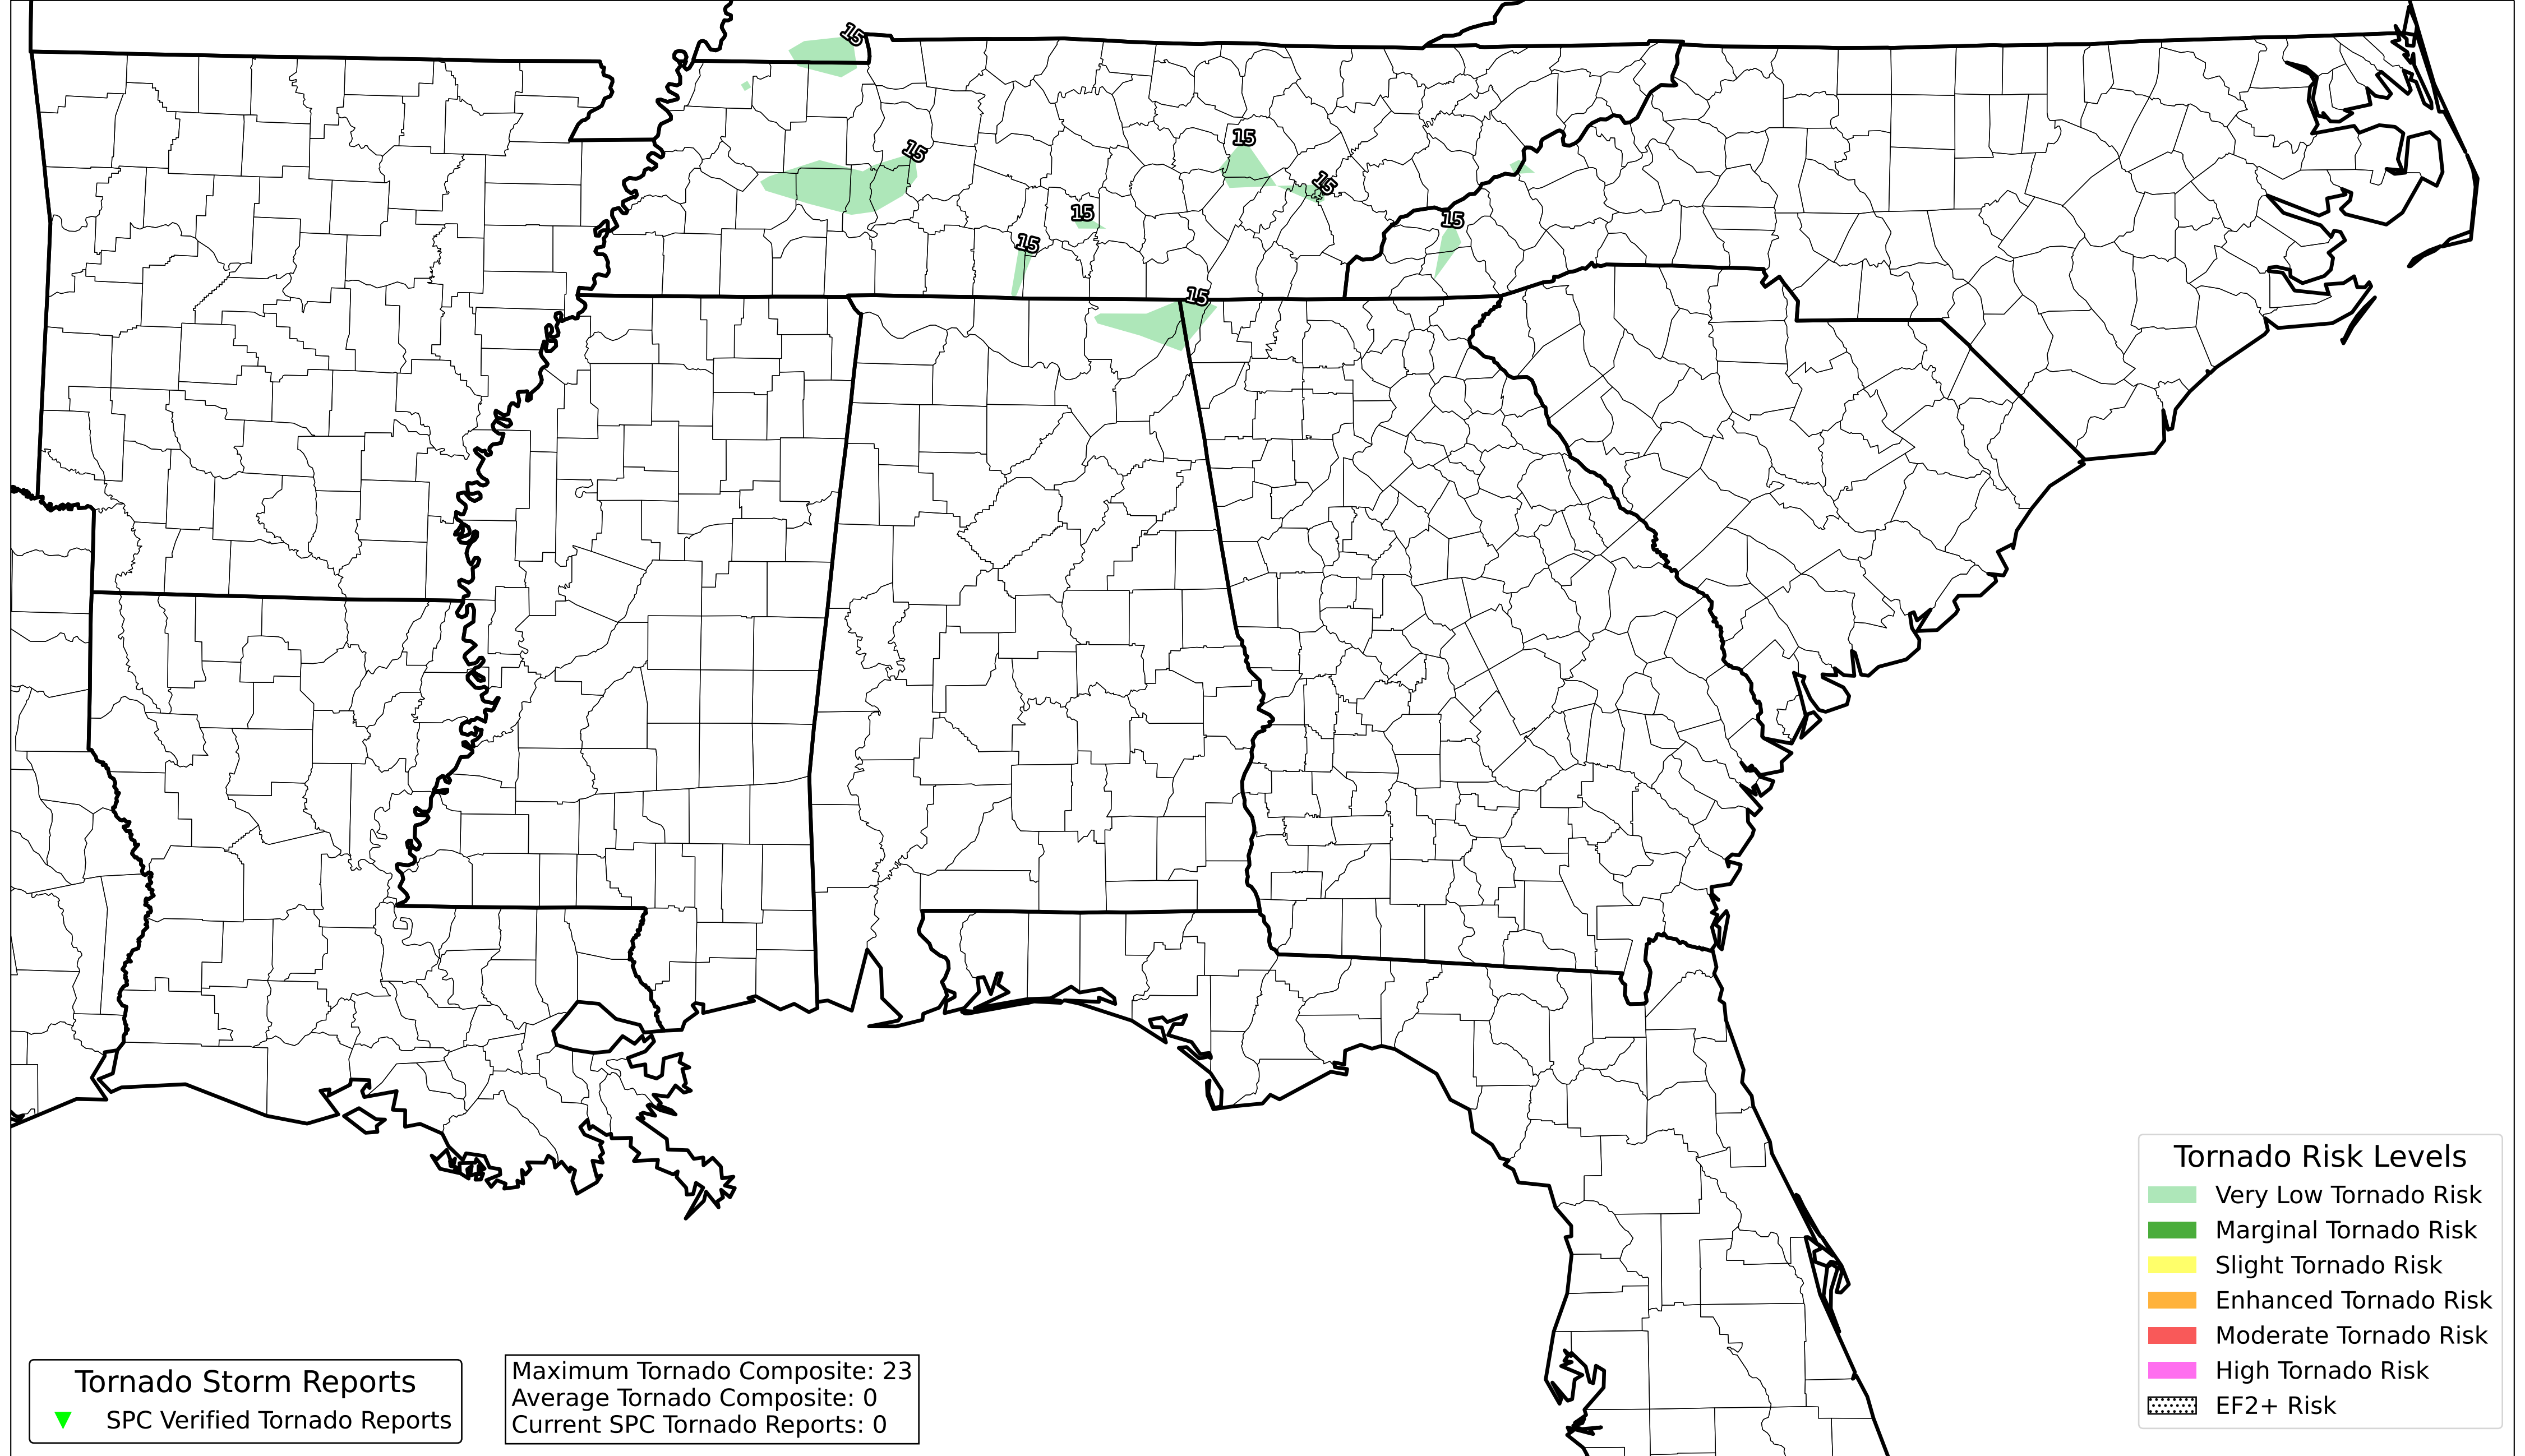 15
15
15
15
15
15
15
15
Tornado Risk Levels
Very Low Tornado Risk
Marginal Tornado Risk
Slight Tornado Risk
Enhanced Tornado Risk
Moderate Tornado Risk
High Tornado Risk
EF2+ Risk
Tornado Storm Reports
SPC Verified Tornado Reports
Maximum Tornado Composite: 23
Average Tornado Composite: 0
Current SPC Tornado Reports: 0